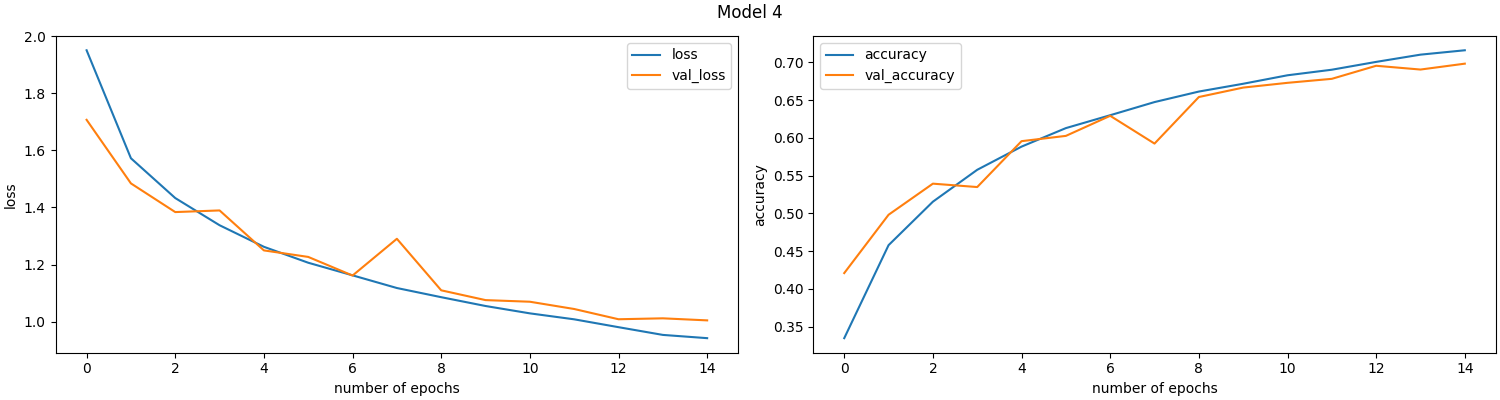 Model 4
2.0
1.8
1.6
1.4
1.2
1.0
loss
loss
val_loss
0 2 4 6 8 10 12 14
number of epochs
0.70
0.65
0.60
0.55
0.50
0.45
0.40
0.35
accuracy
accuracy
val_accuracy
0 2 4 6 8 10 12 14
number of epochs